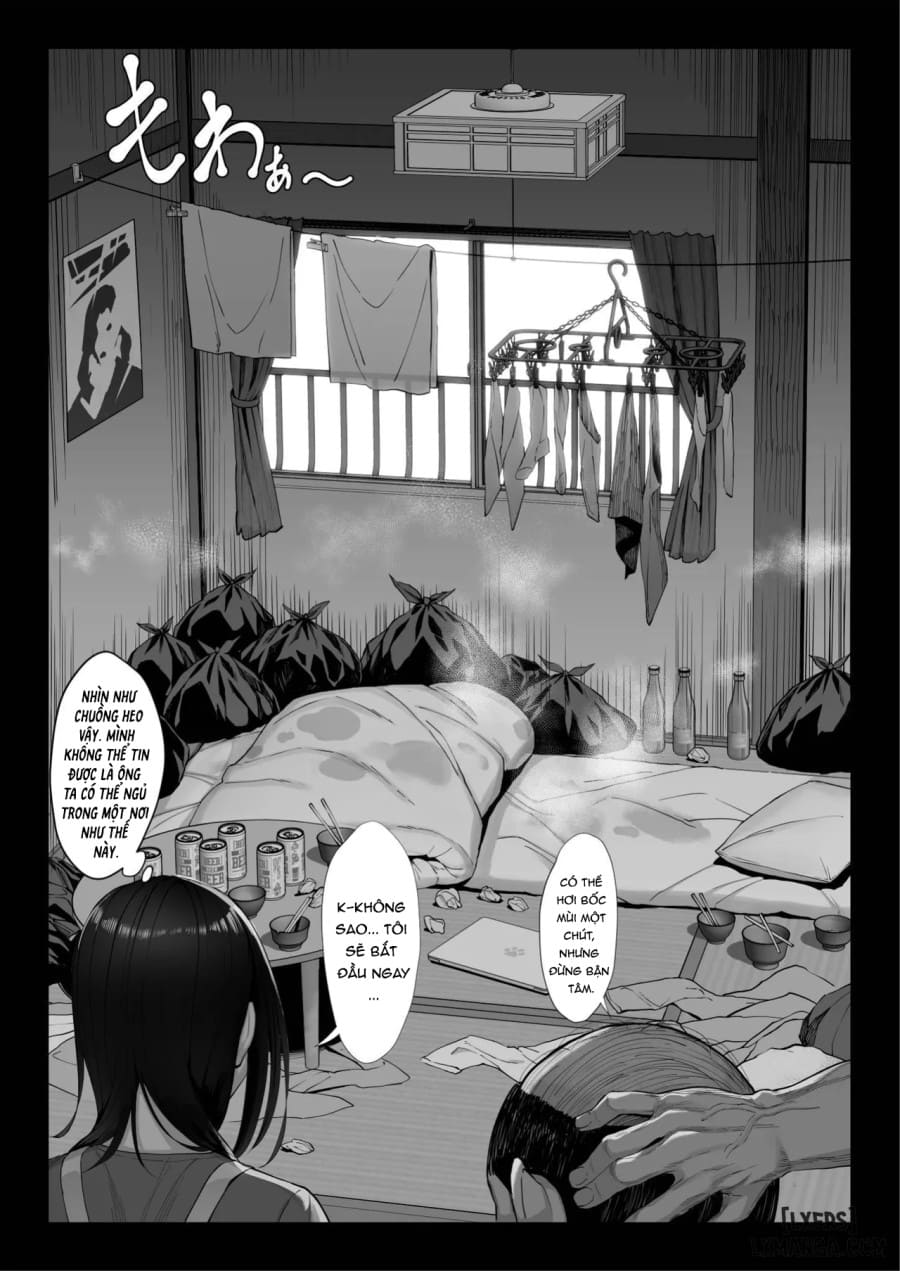 もわぁ〜
NHÌN NHƯ
CHUỒNG HEO
VẬY. MÌNH
KHÔNG THỂ TIN
ĐƯỢC LÀ ÔNG
TA CÓ THỂ NGỦ
TRONG MỘT NƠI
NHƯ THẾ
NÀY.
K-KHÔNG
SAO... TÔI
SẼ BẮT
ĐẦU NGAY
...
CÓ THỂ
HƠI BỐC
MÙI MỘT
CHÚT,
NHƯNG
ĐỪNG BẬN
TÂM.
BEER
[LXERS]
LXMANGA.COM